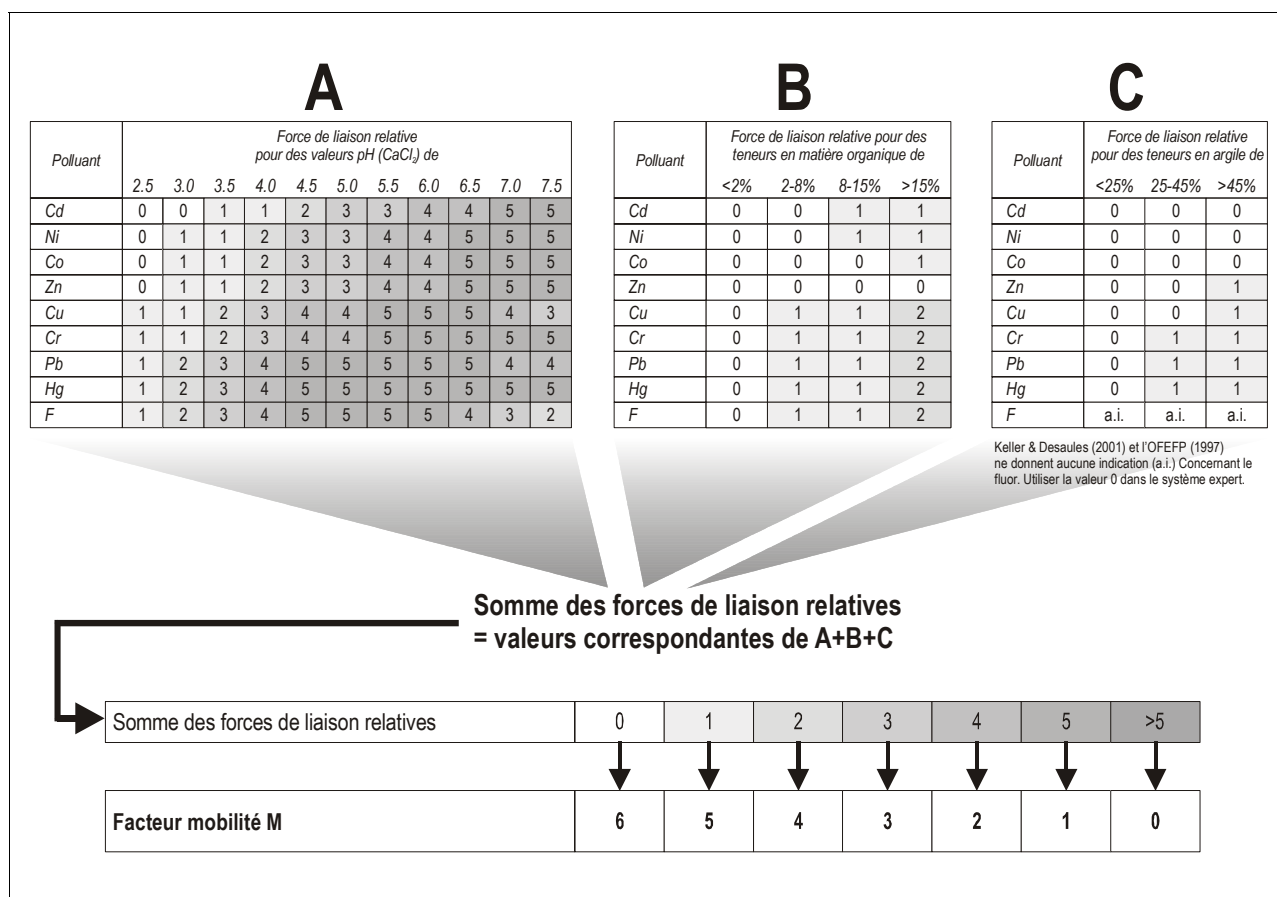 A
B
C
Polluant
Force de liaison relative
pour des valeurs pH (CaCl₂) de
2.5 3.0 3.5 4.0 4.5 5.0 5.5 6.0 6.5 7.0 7.5
Cd 0 0 1 1 2 3 3 4 4 5 5
Ni 0 1 1 2 3 3 4 4 5 5 5
Co 0 1 1 2 3 3 4 4 5 5 5
Zn 0 1 1 2 3 3 4 4 5 5 5
Cu 1 1 2 3 4 4 5 5 5 4 3
Cr 1 1 2 3 4 4 5 5 5 5 5
Pb 1 2 3 4 5 5 5 5 5 4 4
Hg 1 2 3 4 5 5 5 5 5 5 5
F 1 2 3 4 5 5 5 5 4 3 2
Polluant
Force de liaison relative pour des
teneurs en matière organique de
<2% 2-8% 8-15% >15%
Cd 0 0 1 1
Ni 0 0 1 1
Co 0 0 0 1
Zn 0 0 0 0
Cu 0 1 1 2
Cr 0 1 1 2
Pb 0 1 1 2
Hg 0 1 1 2
F 0 1 1 2
Polluant
Force de liaison relative
pour des teneurs en argile de
<25% 25-45% >45%
Cd 0 0 0
Ni 0 0 0
Co 0 0 0
Zn 0 0 1
Cu 0 0 1
Cr 0 1 1
Pb 0 1 1
Hg 0 1 1
F a.i. a.i. a.i.
Keller & Desaules (2001) et l'OFEFP (1997)
ne donnent aucune indication (a.i.) Concernant le
fluor. Utiliser la valeur 0 dans le système expert.
Somme des forces de liaison relatives
= valeurs correspondantes de A+B+C
Somme des forces de liaison relatives 0 1 2 3 4 5 >5
Facteur mobilité M 6 5 4 3 2 1 0